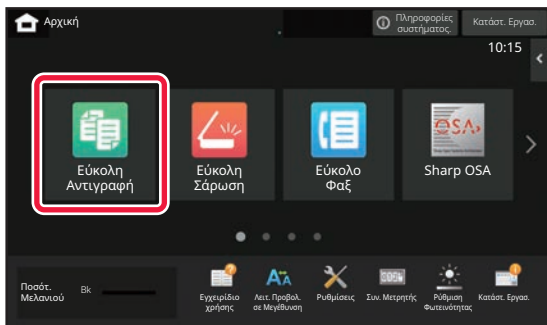 Αρχική
Πληροφορίες
συστήματος.
Κατάστ. Εργασ.
10:15
Εύκολη
Αντιγραφή
Εύκολη
Σάρωση
Εύκολο
Φαξ
OSA
Sharp OSA
Ποσότ.
Μελανιού
Bk
Εγχειρίδιο
χρήσης
Λειτ. Προβολ.
σε Μεγέθυνση
Ρυθμίσεις
Συν. Μετρητής
Ρύθμιση
Φωτεινότητας
Κατάστ. Εργασ.